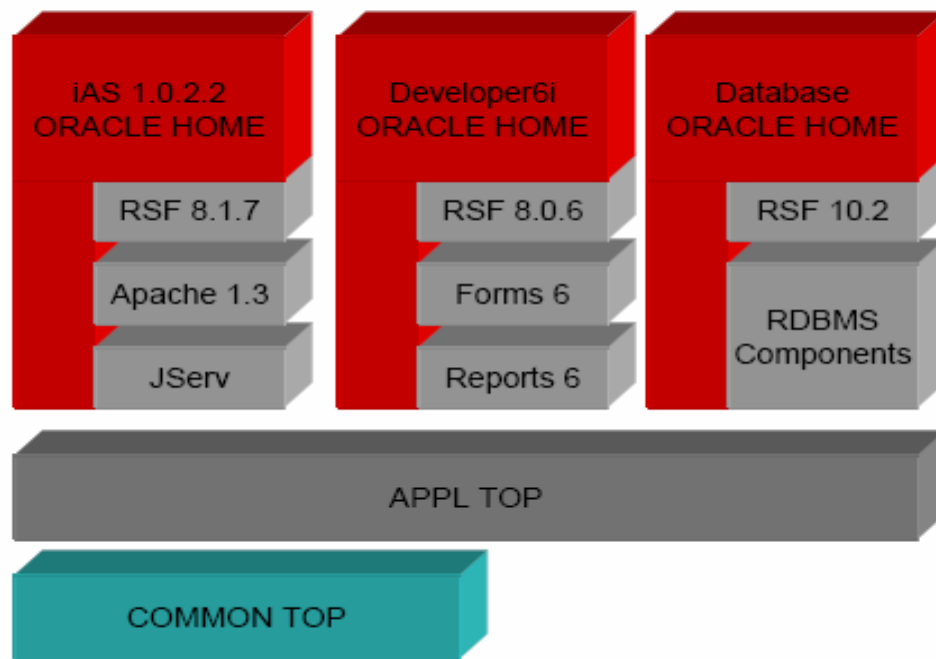 iAS 1.0.2.2
ORACLE HOME
RSF 8.1.7
Apache 1.3
JServ
Developer6i
ORACLE HOME
RSF 8.0.6
Forms 6
Reports 6
Database
ORACLE HOME
RSF 10.2
RDBMS
Components
APPL TOP
COMMON TOP